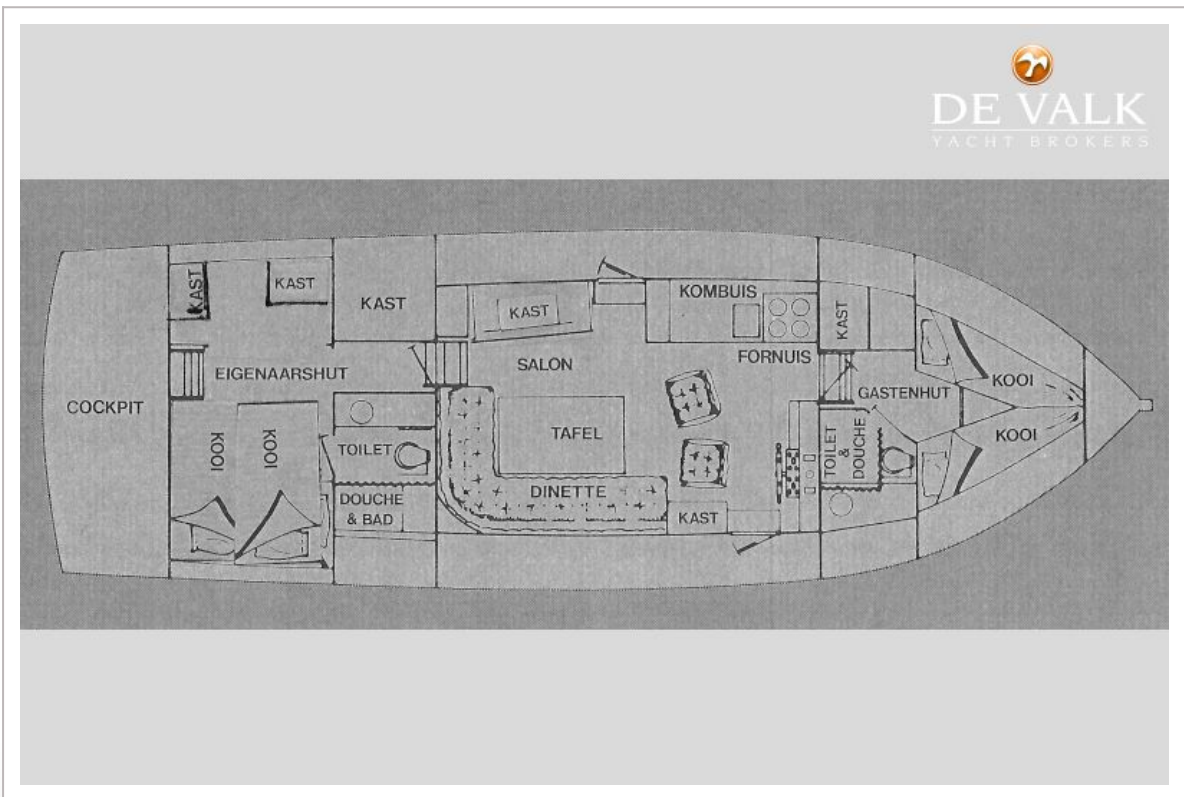 DE VALK
YACHT BROKERS
KAST
KAST
KAST
KAST
KOMBUIS
FORNUIS
KAST
EIGENAARSHUT
SALON
GASTENHUT
KOOI
KOOI
COCKPIT
KOOI
KOOI
TOILET
TAFEL
TOILET
& DOUCHE
DOUCHE
& BAD
DINETTE
KAST